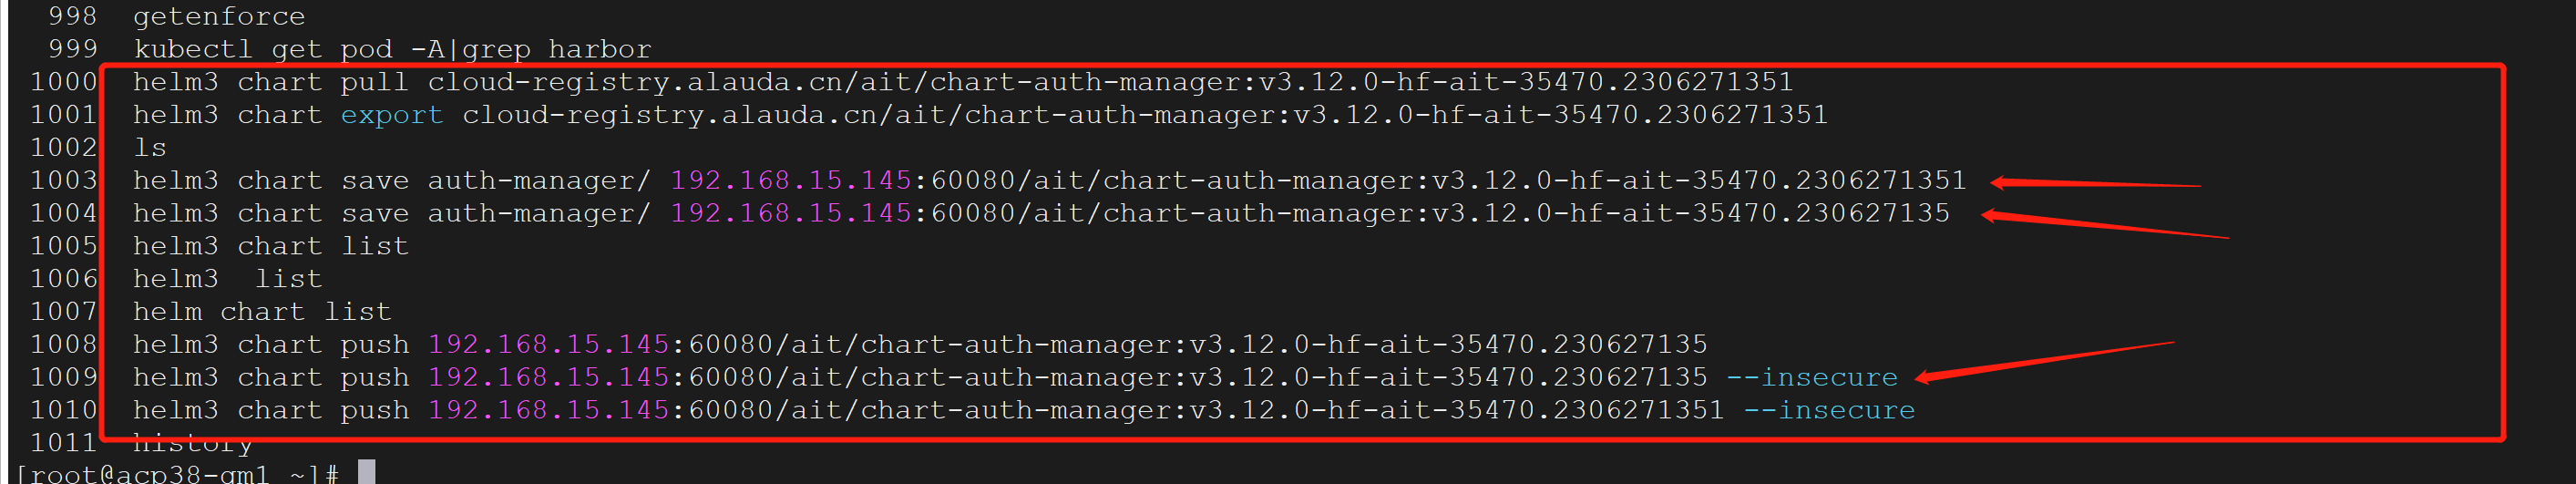 998 getenforce
999 kubectl get pod -A|grep harbor
1000 helm3 chart pull cloud-registry.alauda.cn/ait/chart-auth-manager:v3.12.0-hf-ait-35470.2306271351
1001 helm3 chart export cloud-registry.alauda.cn/ait/chart-auth-manager:v3.12.0-hf-ait-35470.2306271351
1002 ls
1003 helm3 chart save auth-manager/ 192.168.15.145:60080/ait/chart-auth-manager:v3.12.0-hf-ait-35470.2306271351
1004 helm3 chart save auth-manager/ 192.168.15.145:60080/ait/chart-auth-manager:v3.12.0-hf-ait-35470.230627135
1005 helm3 chart list
1006 helm3  list
1007 helm chart list
1008 helm3 chart push 192.168.15.145:60080/ait/chart-auth-manager:v3.12.0-hf-ait-35470.230627135
1009 helm3 chart push 192.168.15.145:60080/ait/chart-auth-manager:v3.12.0-hf-ait-35470.230627135 --insecure
1010 helm3 chart push 192.168.15.145:60080/ait/chart-auth-manager:v3.12.0-hf-ait-35470.2306271351 --insecure
1011 history
[root@acp38-gm1 ~]#